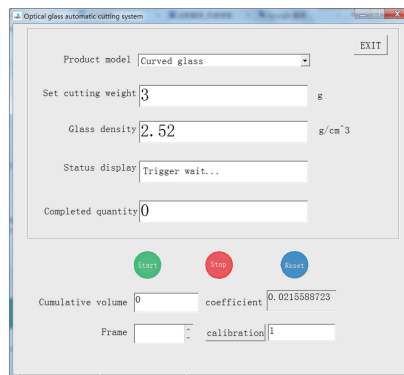 Optical glass automatic cutting system
EXIT
Product model Curved glass
Set cutting weight 3 g
Glass density 2.52 g/cm^3
Status display Trigger wait...
Completed quantity 0
Start Stop Reset
Cumulative volume 0 coefficient 0.0215588723
Frame calibration 1